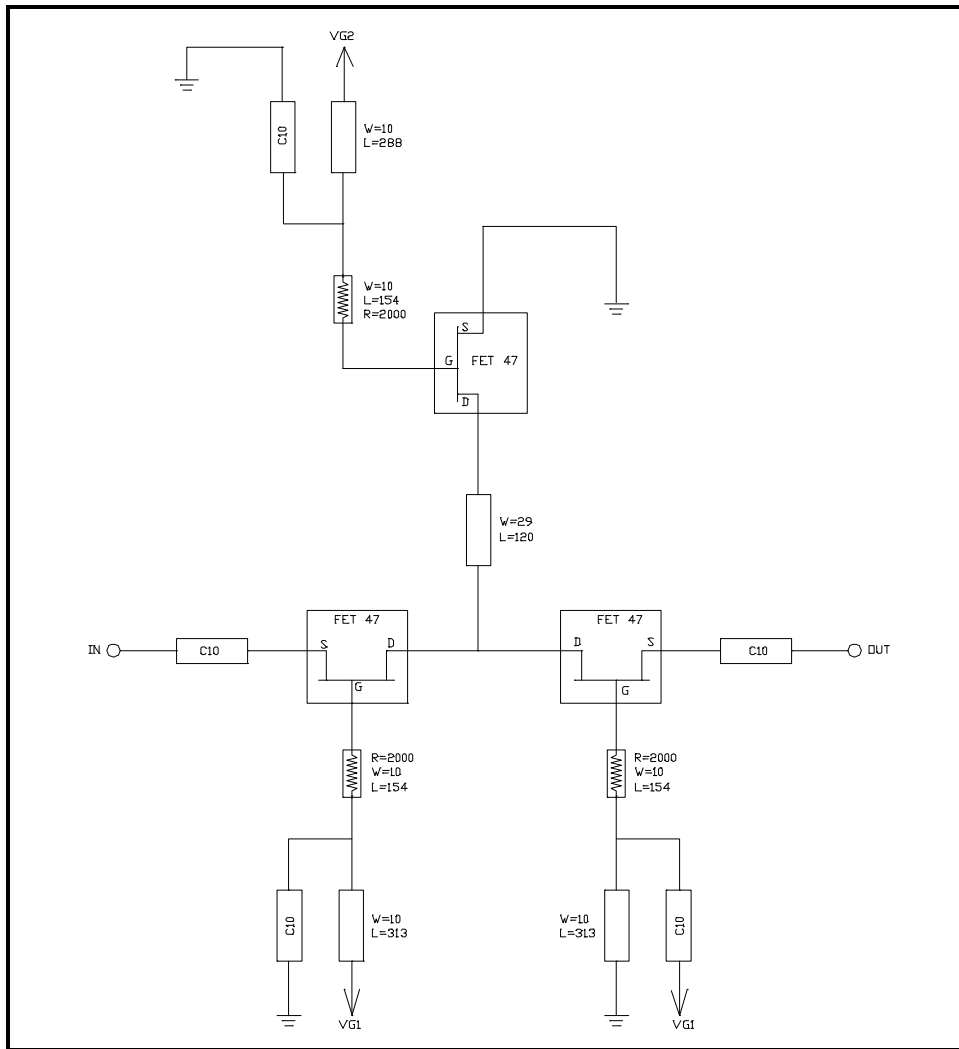 VG2
C10
W=10
L=288
W=10
L=154
R=2000
S
G FET 47
D
W=29
L=120
FET 47
FET 47
IN
C10
S
D
G
D
S
G
C10
OUT
R=2000
W=10
L=154
R=2000
W=10
L=154
C10
W=10
L=313
W=10
L=313
C10
VG1
VG1